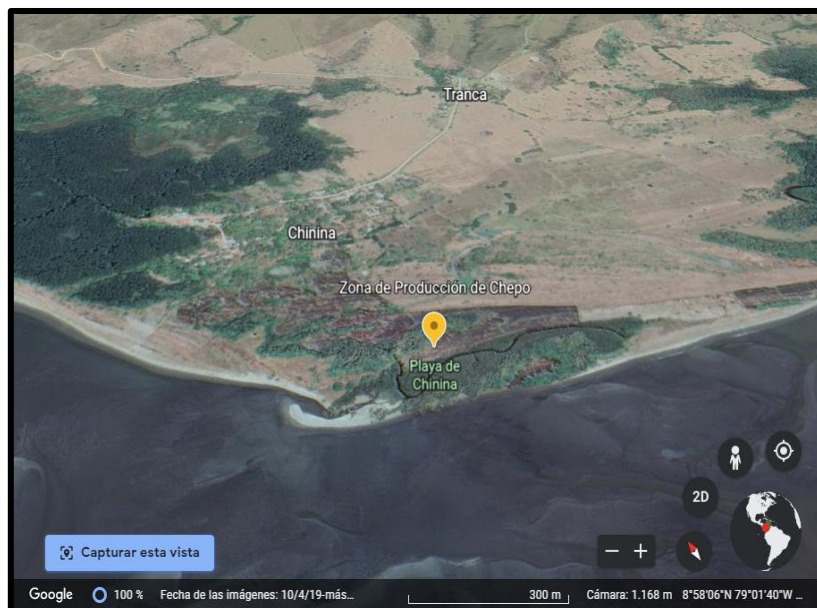 Tranca
Chinina
Zona de Producción de Chepo
Playa de
Chinina
2D
Capturar esta vista
Google 100 % Fecha de las imágenes: 10/4/19-más... 300 m Cámara: 1.168 m 8°58'06"N 79°01'40"W ...